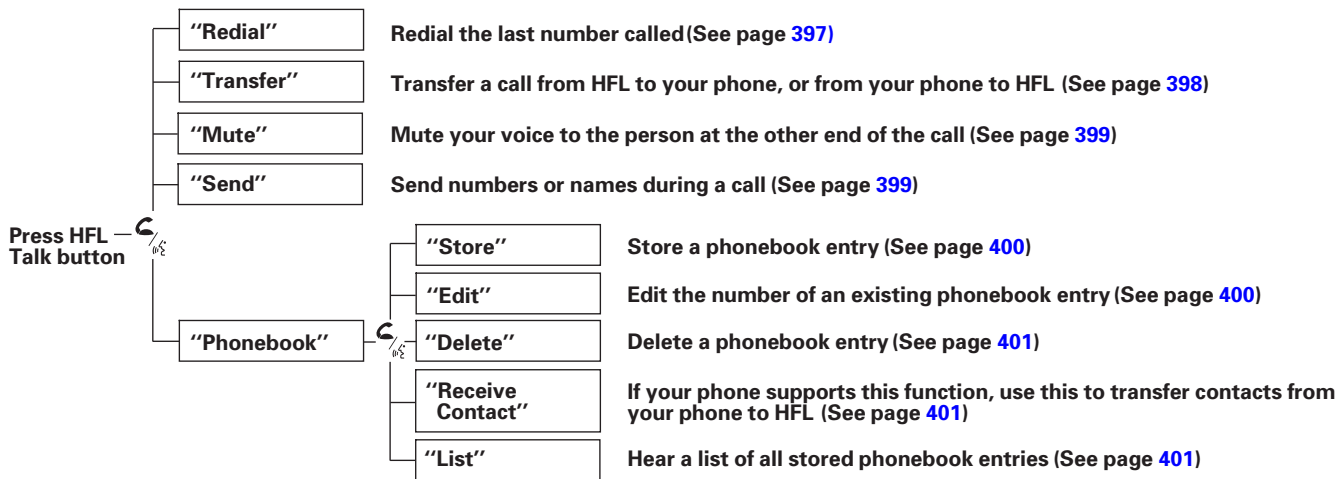 "Redial" Redial the last number called (See page 397)
"Transfer" Transfer a call from HFL to your phone, or from your phone to HFL (See page 398)
"Mute" Mute your voice to the person at the other end of the call (See page 399)
"Send" Send numbers or names during a call (See page 399)
Press HFL
Talk button
"Phonebook"
"Store" Store a phonebook entry (See page 400)
"Edit" Edit the number of an existing phonebook entry (See page 400)
"Delete" Delete a phonebook entry (See page 401)
"Receive
Contact"
If your phone supports this function, use this to transfer contacts from
your phone to HFL (See page 401)
"List" Hear a list of all stored phonebook entries (See page 401)